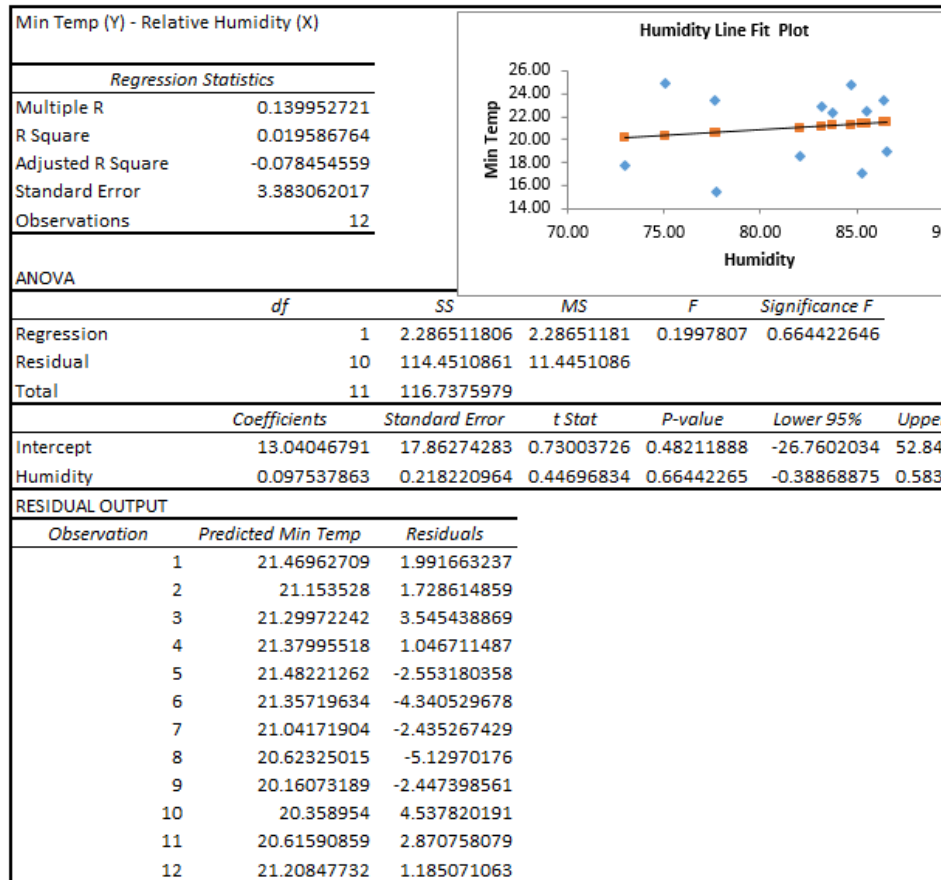 Min Temp (Y) - Relative Humidity (X)
Regression Statistics
Multiple R 0.139952721
R Square 0.019586764
Adjusted R Square -0.078454559
Standard Error 3.383062017
Observations 12
Humidity Line Fit Plot
26.00
24.00
22.00
20.00
18.00
16.00
14.00
Min Temp
70.00 75.00 80.00 85.00 9
Humidity
ANOVA
df SS MS F Significance F
Regression 1 2.286511806 2.28651181 0.1997807 0.664422646
Residual 10 114.4510861 11.4451086
Total 11 116.7375979
Coefficients Standard Error t Stat P-value Lower 95% Upper
Intercept 13.04046791 17.86274283 0.73003726 0.48211888 -26.7602034 52.84
Humidity 0.097537863 0.218220964 0.44696834 0.66442265 -0.38868875 0.583
RESIDUAL OUTPUT
Observation Predicted Min Temp Residuals
1 21.46962709 1.991663237
2 21.153528 1.728614859
3 21.29972242 3.545438869
4 21.37995518 1.046711487
5 21.48221262 -2.553180358
6 21.35719634 -4.340529678
7 21.04171904 -2.435267429
8 20.62325015 -5.12970176
9 20.16073189 -2.447398561
10 20.358954 4.537820191
11 20.61590859 2.870758079
12 21.20847732 1.185071063